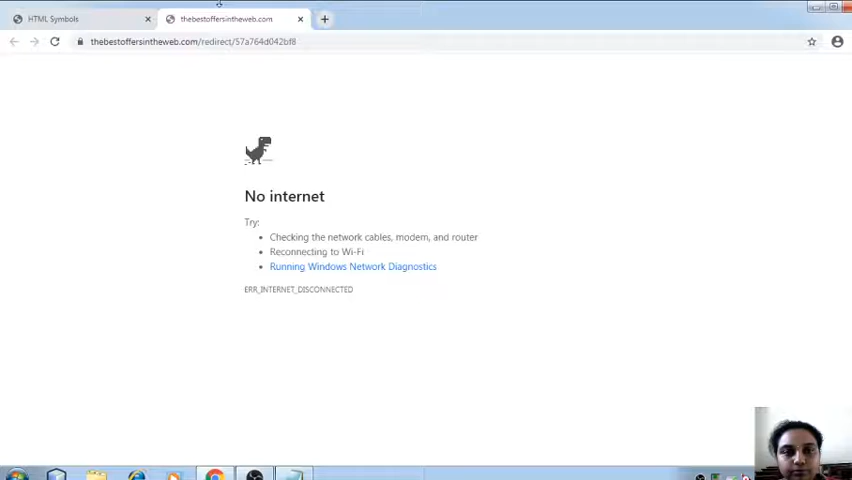 HTML Symbols
thebestoffersintheweb.com
thebestoffersintheweb.com/redirect/57a764d042bf8
No internet
Try:
Checking the network cables, modem, and router
Reconnecting to Wi-Fi
Running Windows Network Diagnostics
ERR_INTERNET_DISCONNECTED